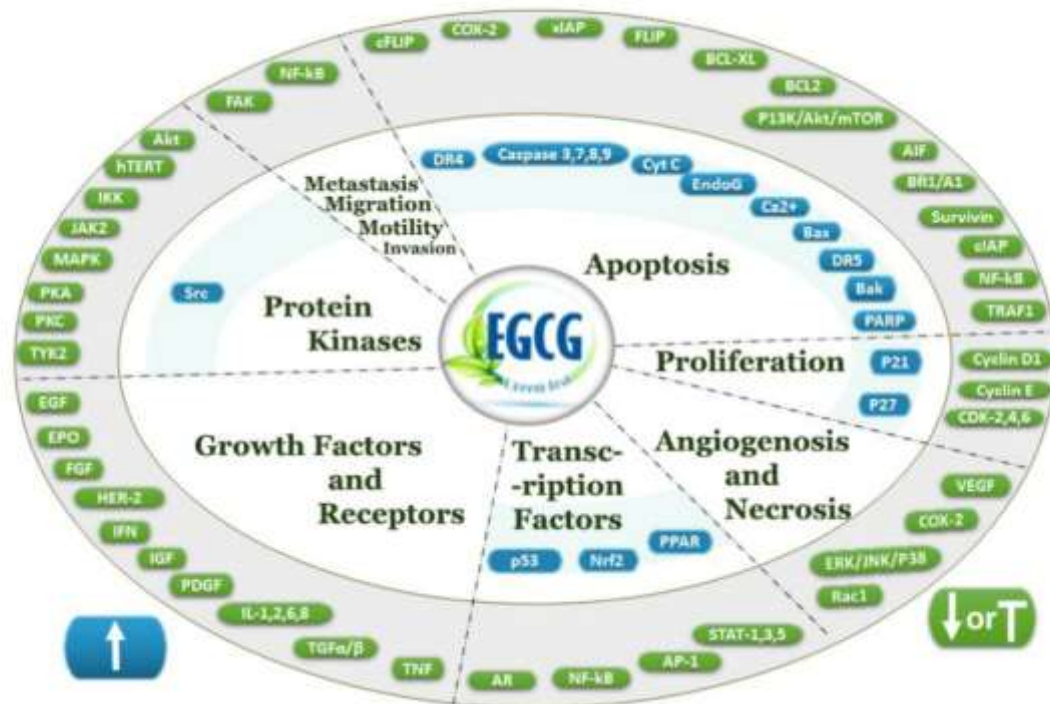 cFLIP
COX-2
xIAP
FLIP
BCL-XL
BCL2
P13K/Akt/mTOR
AIF
Bfl1/A1
Survivin
cIAP
NF-kB
TRAF1
NF-kB
FAK
Akt
hTERT
IKK
JAK2
MAPK
PKA
PKC
TYK2
DR4
Caspase 3,7,8,9
Cyt C
EndoG
Ca2+
Bax
DR5
Bak
PARP
Metastasis
Migration
Motility
Invasion
Apoptosis
Src
Protein
Kinases
EGCG
Proliferation
P21
P27
Cyclin D1
Cyclin E
CDK-2,4,6
Growth Factors
and
Receptors
EGF
EPO
FGF
HER-2
IFN
IGF
PDGF
IL-1,2,6,8
TGFα/β
TNF
Transc-
-ription
Factors
p53
Nrf2
PPAR
AR
NF-kB
AP-1
STAT-1,3,5
Angiogenosis
and
Necrosis
VEGF
COX-2
ERK/JNK/P38
Rac1
↑
↓or⊤